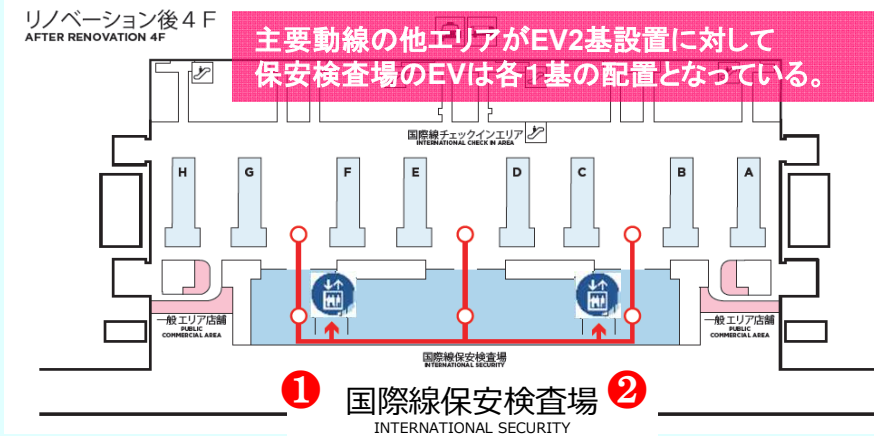 リノベーション後4F
AFTER RENOVATION 4F
主要動線の他エリアがEV2基設置に対して
保安検査場のEVは各1基の配置となっている。
国際線チェックインエリア
INTERNATIONAL CHECK IN AREA
H
G
F
E
D
C
B
A
一般エリア店舗
PUBLIC
COMMERCIAL AREA
一般エリア店舗
PUBLIC
COMMERCIAL AREA
国際線保安検査場
INTERNATIONAL SECURITY
❶ 国際線保安検査場 ❷
INTERNATIONAL SECURITY